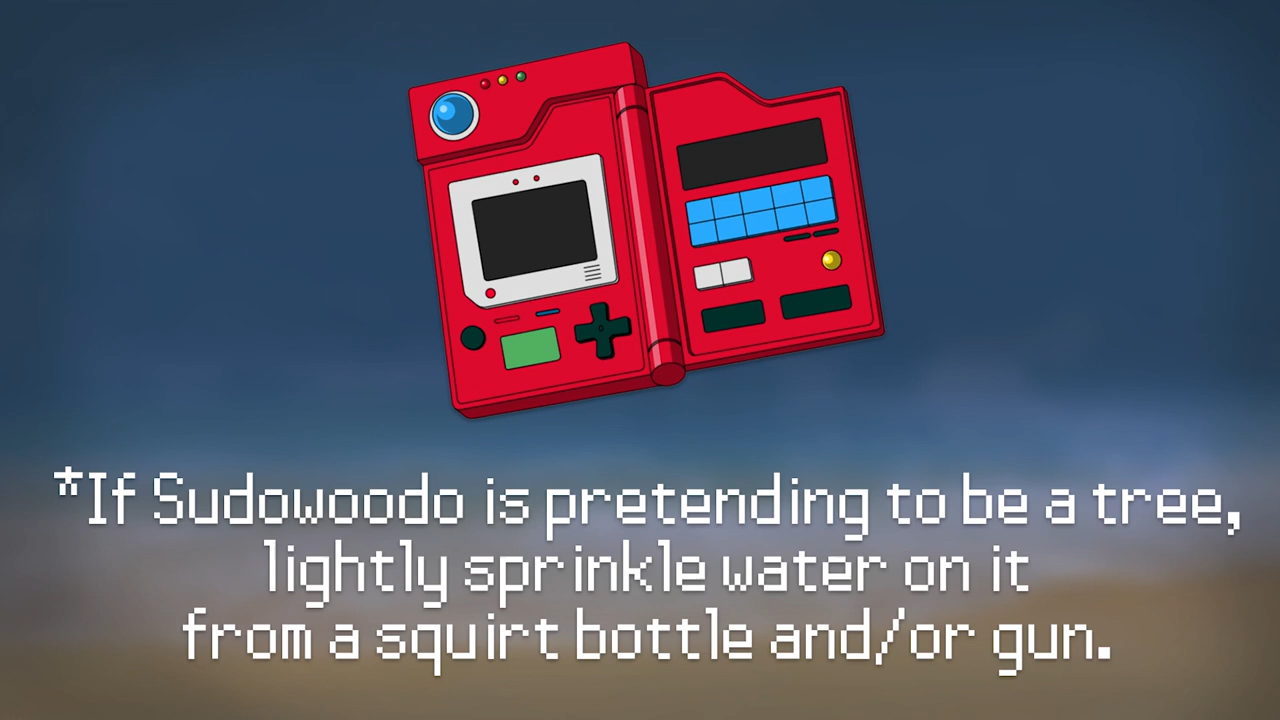 *If Sudowoodo is pretending to be a tree,
lightly sprinkle water on it
from a squirt bottle and/or gun.